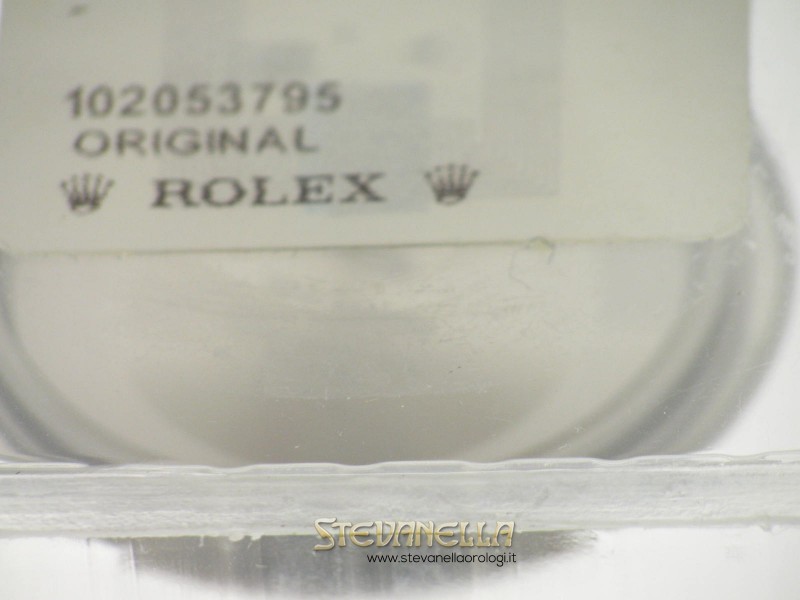 102053795
ORIGINAL
ROLEX
STEVANELLA
www.stevanellaorologi.it